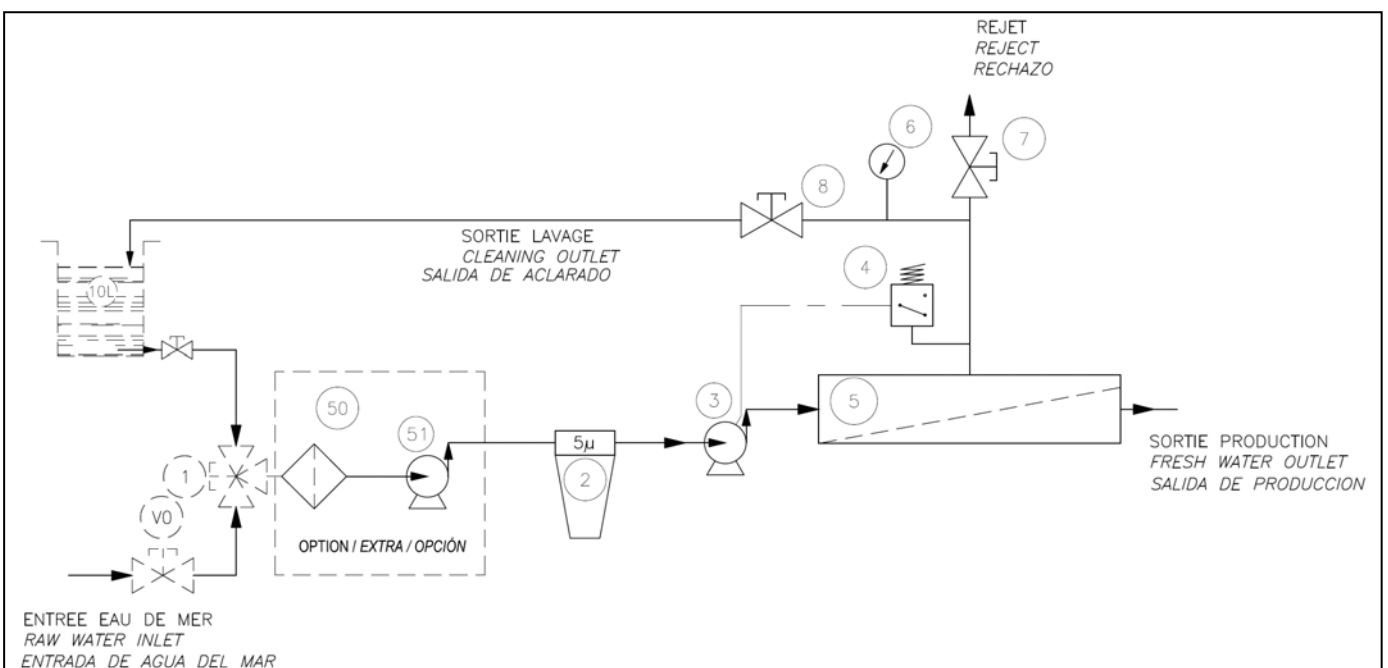 REJET
REJECT
RECHAZO
6
7
8
SORTIE LAVAGE
CLEANING OUTLET
SALIDA DE ACLARADO
4
10L
50
3
5
51
5µ
SORTIE PRODUCTION
FRESH WATER OUTLET
SALIDA DE PRODUCCION
1
2
V0
OPTION / EXTRA / OPCIÓN
ENTREE EAU DE MER
RAW WATER INLET
ENTRADA DE AGUA DEL MAR